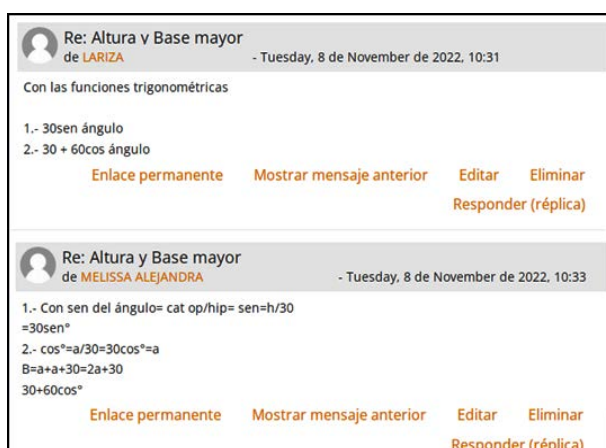 Re: Altura y Base mayor
de LARIZA - Tuesday, 8 de November de 2022, 10:31
Con las funciones trigonométricas
1.- 30sen ángulo
2.- 30 + 60cos ángulo
Enlace permanente Mostrar mensaje anterior Editar Eliminar
Responder (réplica)
Re: Altura y Base mayor
de MELISSA ALEJANDRA - Tuesday, 8 de November de 2022, 10:33
1.- Con sen del ángulo= cat op/hip= sen=h/30
=30sen°
2.- cos°=a/30=30cos°=a
B=a+a+30=2a+30
30+60cos°
Enlace permanente Mostrar mensaje anterior Editar Eliminar
Responder (réplica)